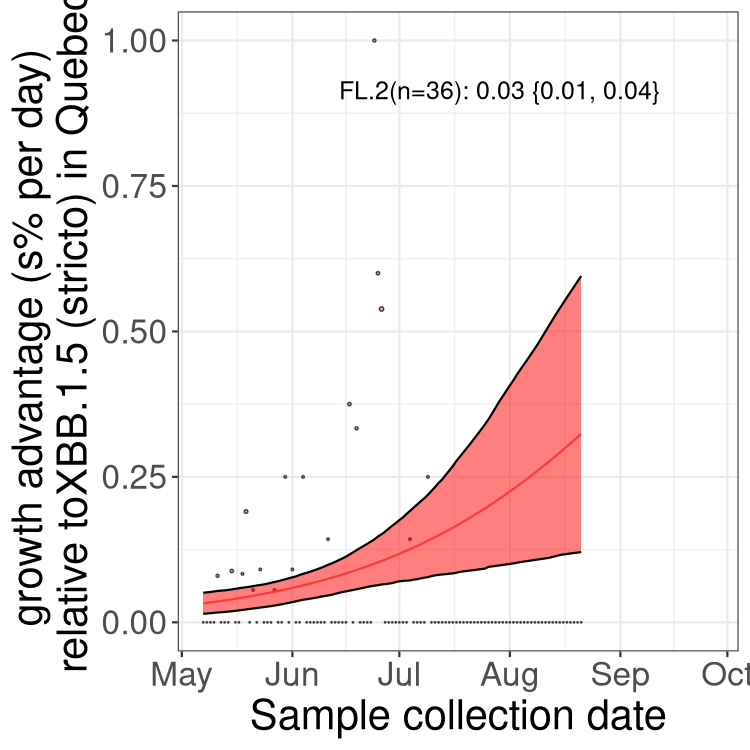 growth advantage (s% per day)
relative toXBB.1.5 (stricto) in Quebec
1.00
0.75
0.50
0.25
0.00
FL.2(n=36): 0.03 {0.01, 0.04}
May Jun Jul Aug Sep Oct
Sample collection date